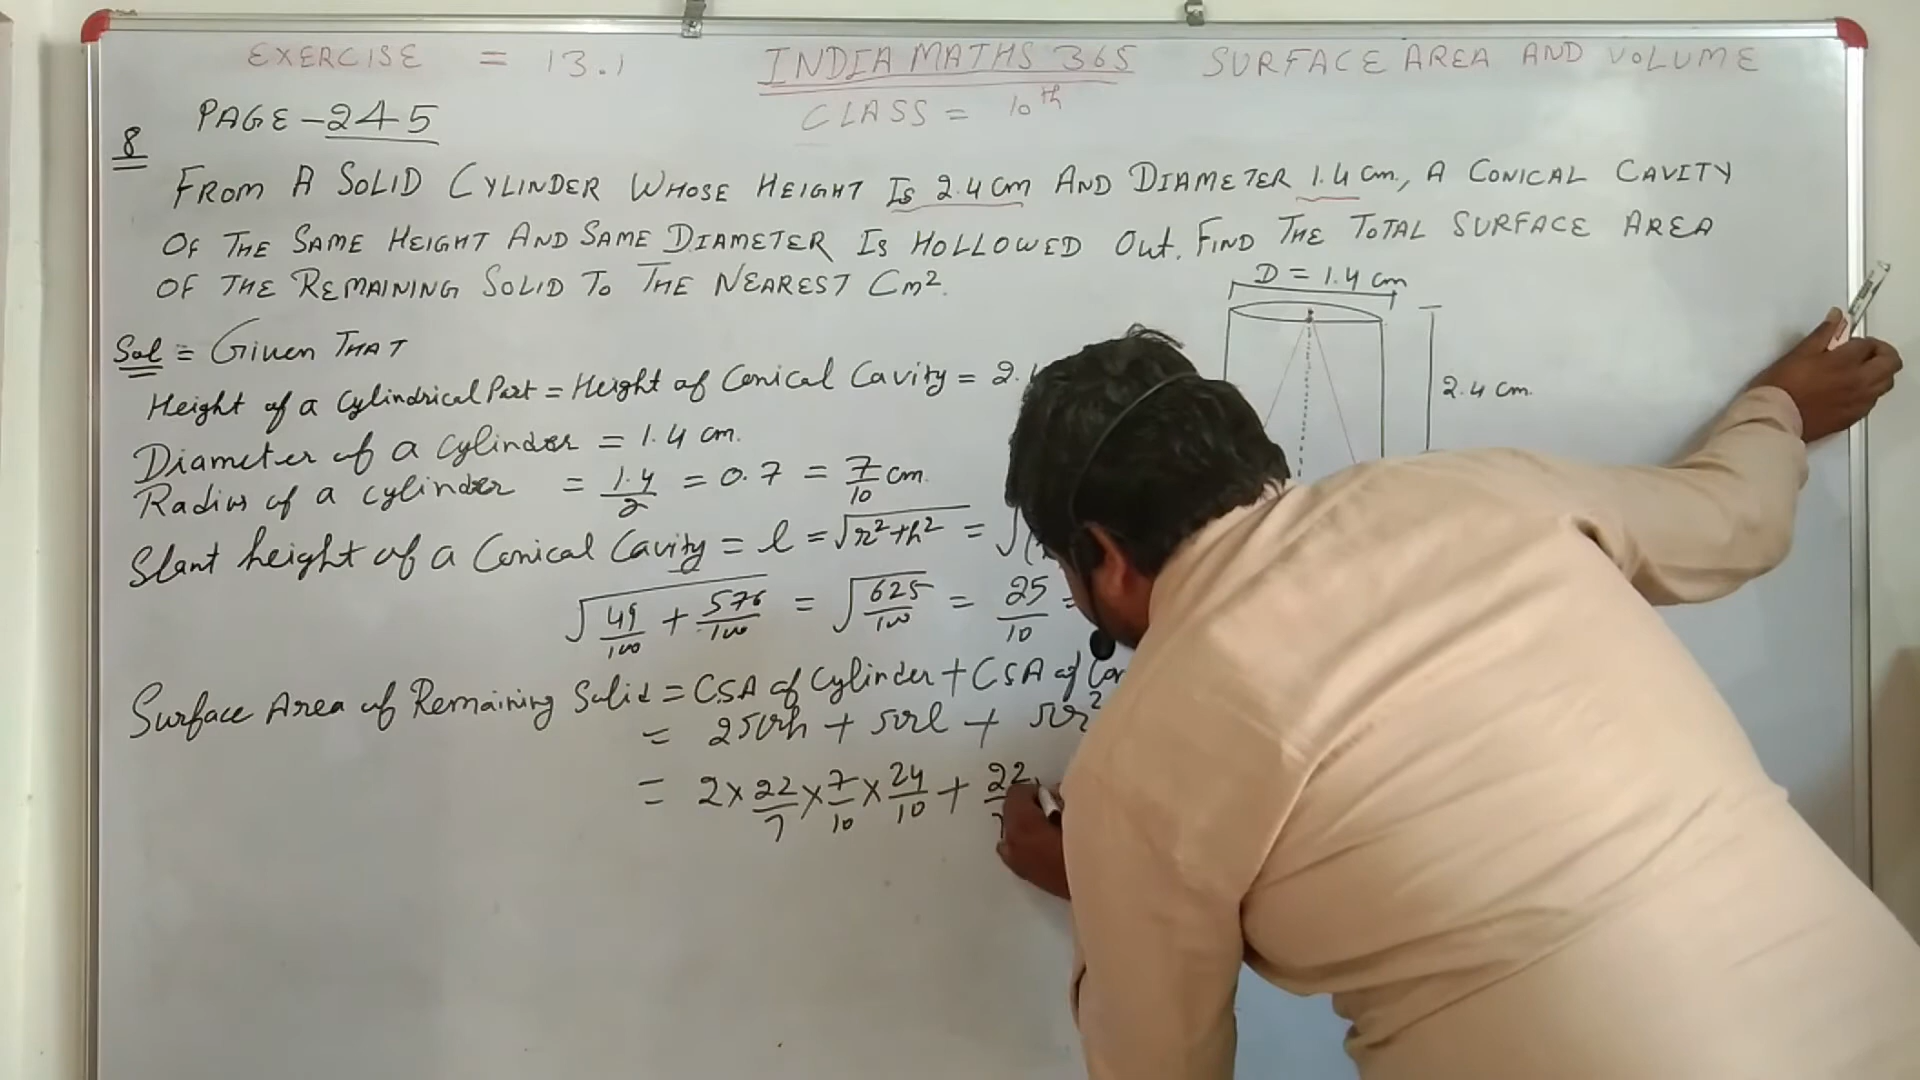 EXERCISE = 13.1 INDIA MATHS 365 SURFACE AREA AND VOLUME
PAGE - 245 CLASS = 10th
8
FROM A SOLID CYLINDER WHOSE HEIGHT IS 2.4 cm AND DIAMETER 1.4 cm, A CONICAL CAVITY
OF THE SAME HEIGHT AND SAME DIAMETER IS HOLLOWED OUT. FIND THE TOTAL SURFACE AREA
OF THE REMAINING SOLID TO THE NEAREST Cm².
D = 1.4 cm
2.4 cm.
Sol = Given THAT
Height of a Cylindrical Part = Height of Conical Cavity = 2.
Diameter of a Cylinder = 1.4 cm.
Radius of a cylinder = 1.4/2 = 0.7 = 7/10 cm.
Slant height of a Conical Cavity = l = √r²+h² = √(
√49/100 + 576/100 = √625/100 = 25/10 =
Surface Area of Remaining Solid = CSA of Cylinder + CSA of
= 2πrh + πrl + πr²
= 2 × 22/7 × 7/10 × 24/10 + 22/7